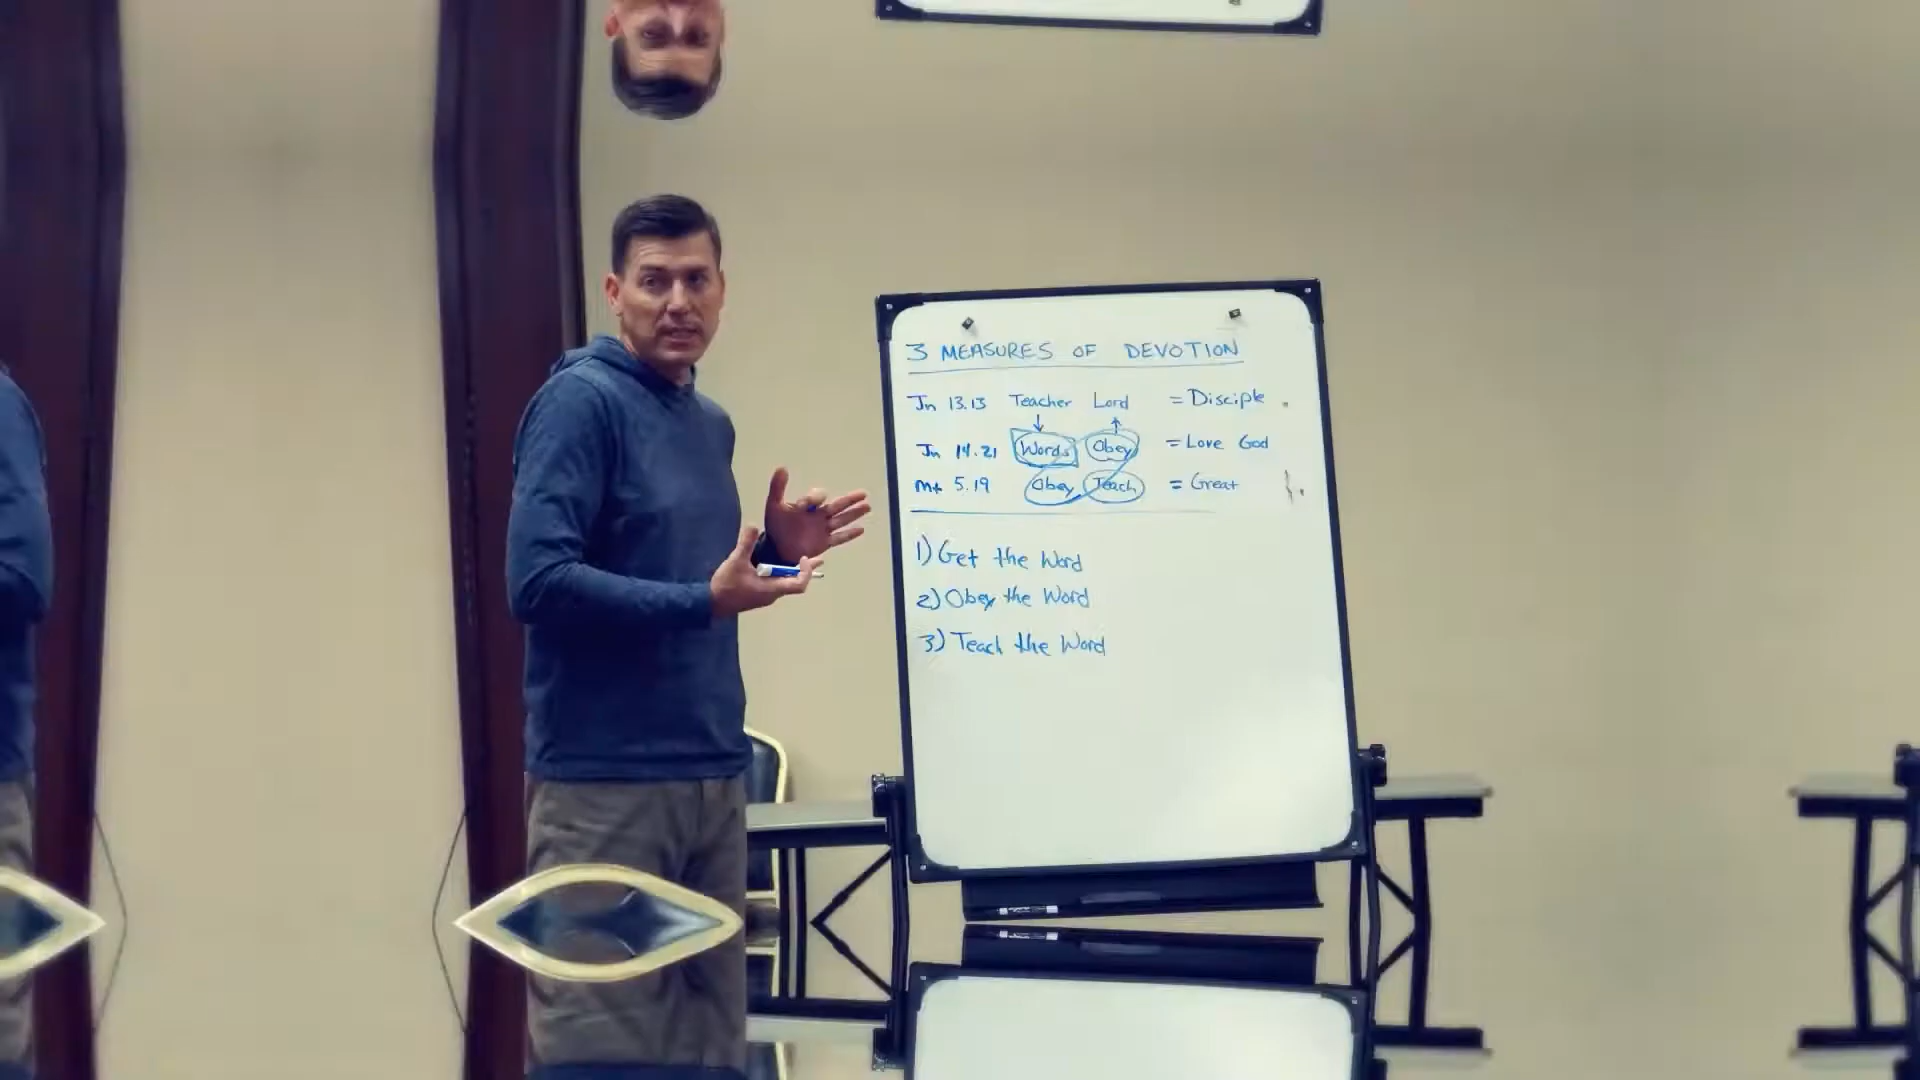 3 MEASURES OF DEVOTION
Jn 13.13 Teacher Lord = Disciple
Jn 14.21 Words Obey = Love God
Mt 5.19 Obey Teach = Great
1) Get the Word
2) Obey the Word
3) Teach the Word